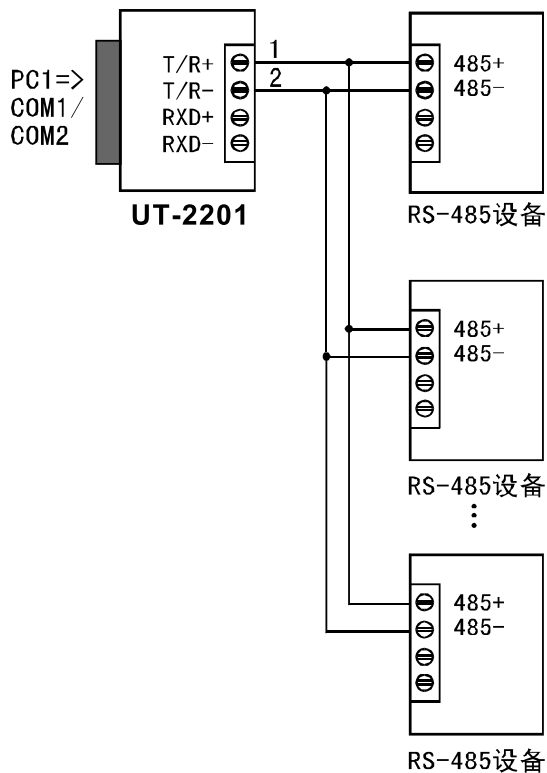 PC1=>
COM1/
COM2
T/R+
T/R-
RXD+
RXD-
UT-2201
1
2
485+
485-
RS-485设备
485+
485-
RS-485设备
485+
485-
RS-485设备